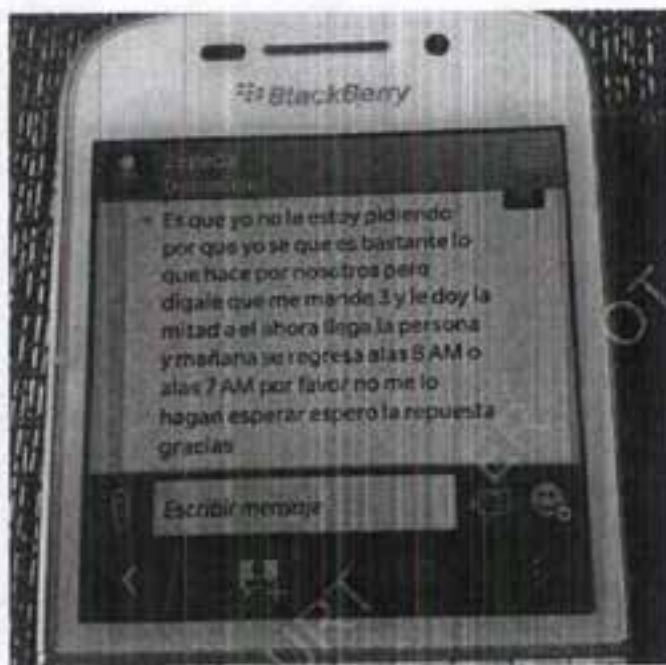 BlackBerry
Es que yo no le estoy pidiendo
por que yo se que es bastante lo
que hace por nosotros pero
digale que me mande 3 y le doy la
mitad a el ahora llega la persona
y mañana se regresa alas 8 AM o
alas 7 AM por favor no me lo
hagan esperar espero la repuesta
gracias
Escribir mensaje